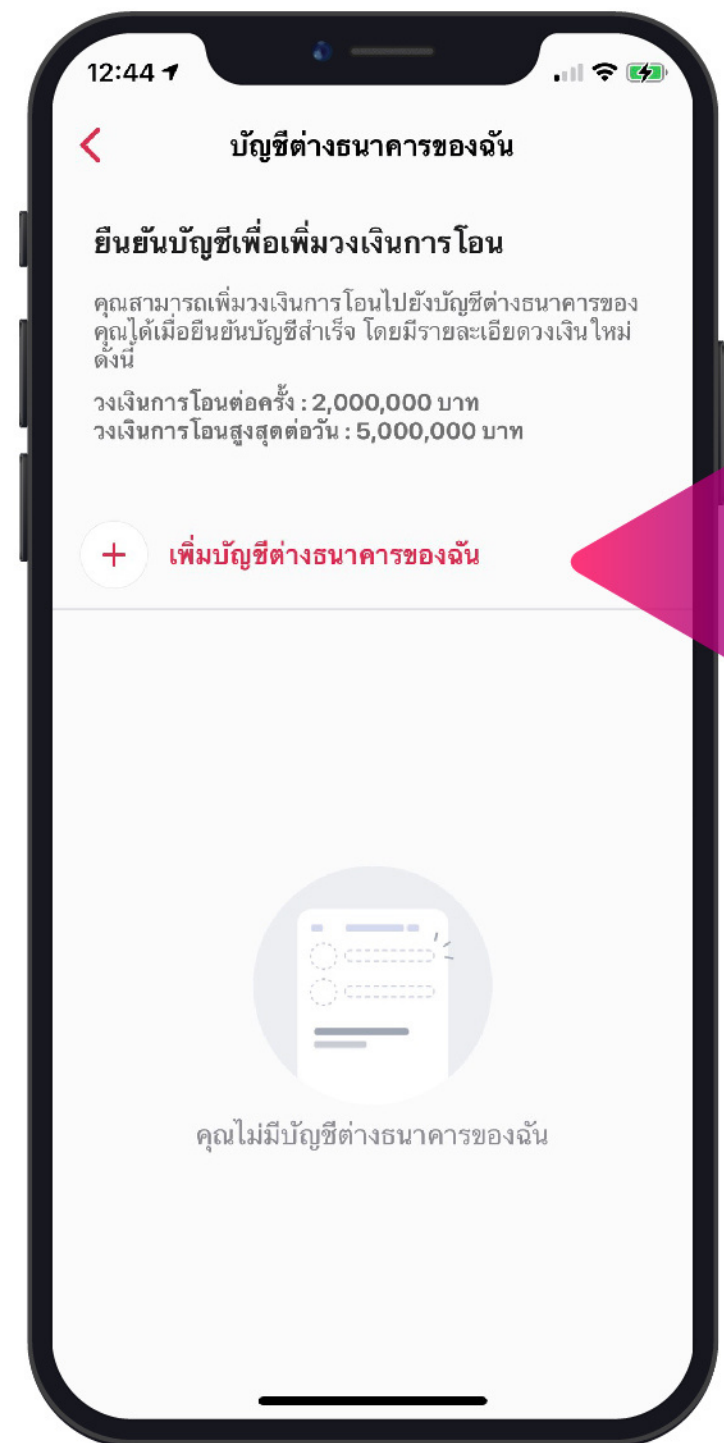 12:44
บัญชีต่างธนาคารของฉัน
ยืนยันบัญชีเพื่อเพิ่มวงเงินการโอน
คุณสามารถเพิ่มวงเงินการโอนไปยังบัญชีต่างธนาคารของ
คุณได้เมื่อยืนยันบัญชีสำเร็จ โดยมีรายละเอียดวงเงินใหม่
ดังนี้
วงเงินการโอนต่อครั้ง : 2,000,000 บาท
วงเงินการโอนสูงสุดต่อวัน : 5,000,000 บาท
เพิ่มบัญชีต่างธนาคารของฉัน
คุณไม่มีบัญชีต่างธนาคารของฉัน